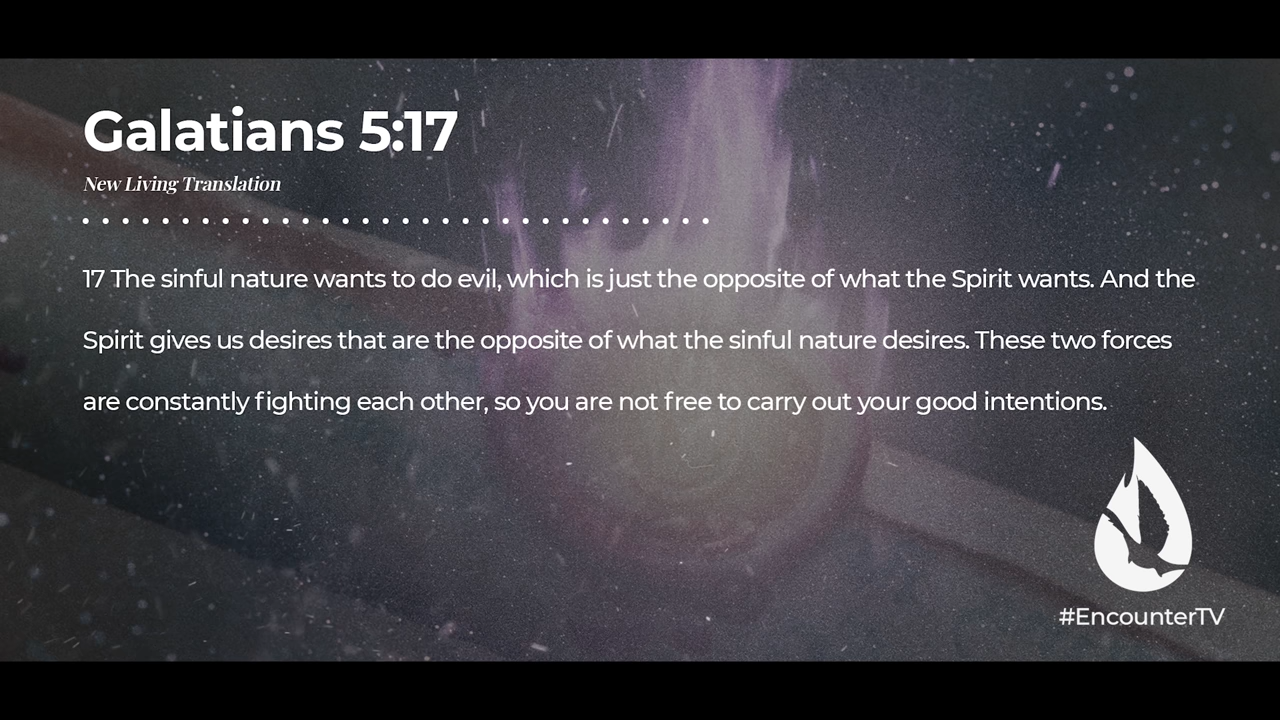 Galatians 5:17
New Living Translation
17 The sinful nature wants to do evil, which is just the opposite of what the Spirit wants. And the
Spirit gives us desires that are the opposite of what the sinful nature desires. These two forces
are constantly fighting each other, so you are not free to carry out your good intentions.
#EncounterTV